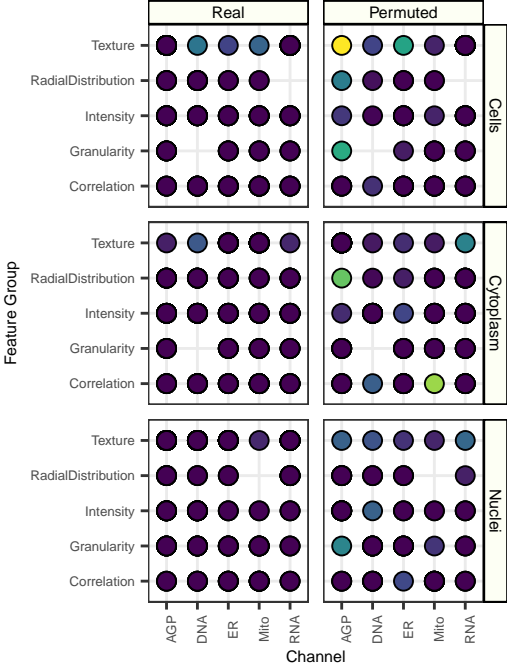 Real
Permuted
Texture
RadialDistribution
Intensity
Granularity
Correlation
Cells
Texture
RadialDistribution
Intensity
Granularity
Correlation
Cytoplasm
Texture
RadialDistribution
Intensity
Granularity
Correlation
Nuclei
Feature Group
AGP
DNA
ER
Mito
RNA
AGP
DNA
ER
Mito
RNA
Channel